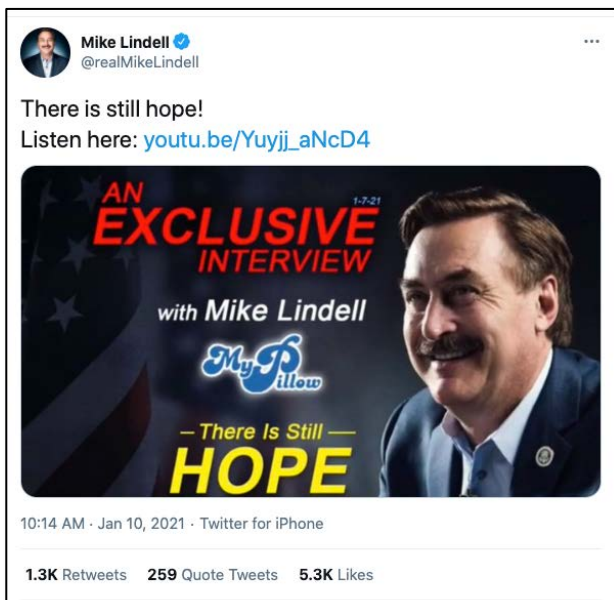 Mike Lindell
@realMikeLindell
There is still hope!
Listen here: youtu.be/Yuyjj_aNcD4
AN
1-7-21
EXCLUSIVE
INTERVIEW
with Mike Lindell
MyPillow
– There Is Still –
HOPE
10:14 AM · Jan 10, 2021 · Twitter for iPhone
1.3K Retweets 259 Quote Tweets 5.3K Likes